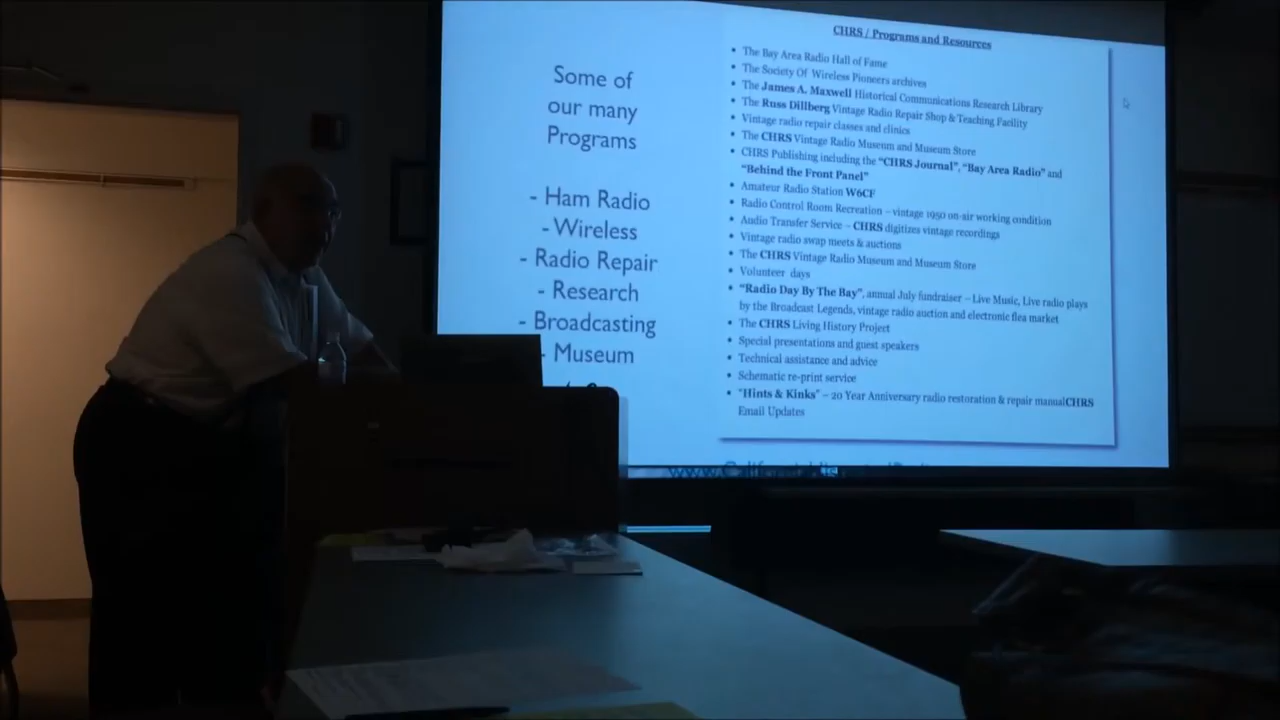 Some of
our many
Programs
- Ham Radio
- Wireless
- Radio Repair
- Research
- Broadcasting
- Museum
CHRS / Programs and Resources
• The Bay Area Radio Hall of Fame
• The Society Of Wireless Pioneers archives
• The James A. Maxwell Historical Communications Research Library
• The Russ Dillberg Vintage Radio Repair Shop & Teaching Facility
• Vintage radio repair classes and clinics
• The CHRS Vintage Radio Museum and Museum Store
• CHRS Publishing including the "CHRS Journal", "Bay Area Radio" and
"Behind the Front Panel"
• Amateur Radio Station W6CF
• Radio Control Room Recreation – vintage 1950 on-air working condition
• Audio Transfer Service – CHRS digitizes vintage recordings
• Vintage radio swap meets & auctions
• The CHRS Vintage Radio Museum and Museum Store
• Volunteer days
• "Radio Day By The Bay", annual July fundraiser – Live Music, Live radio plays
by the Broadcast Legends, vintage radio auction and electronic flea market
• The CHRS Living History Project
• Special presentations and guest speakers
• Technical assistance and advice
• Schematic re-print service
• "Hints & Kinks" – 20 Year Anniversary radio restoration & repair manualCHRS
Email Updates